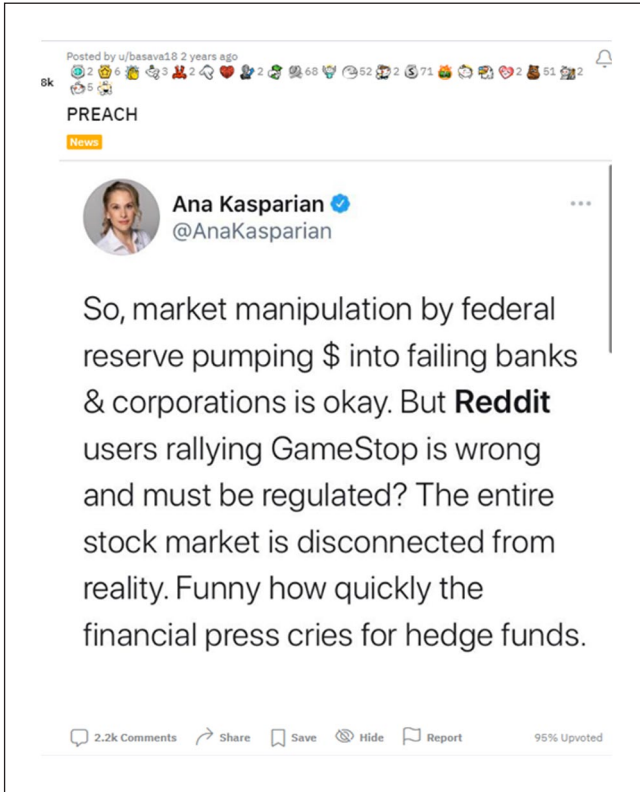 Posted by u/basava18 2 years ago
2 6 3 2 2 68 52 2 71 2 51 2
8k
5
PREACH
News
Ana Kasparian
@AnaKasparian
So, market manipulation by federal
reserve pumping $ into failing banks
& corporations is okay. But Reddit
users rallying GameStop is wrong
and must be regulated? The entire
stock market is disconnected from
reality. Funny how quickly the
financial press cries for hedge funds.
2.2k Comments Share Save Hide Report 95% Upvoted